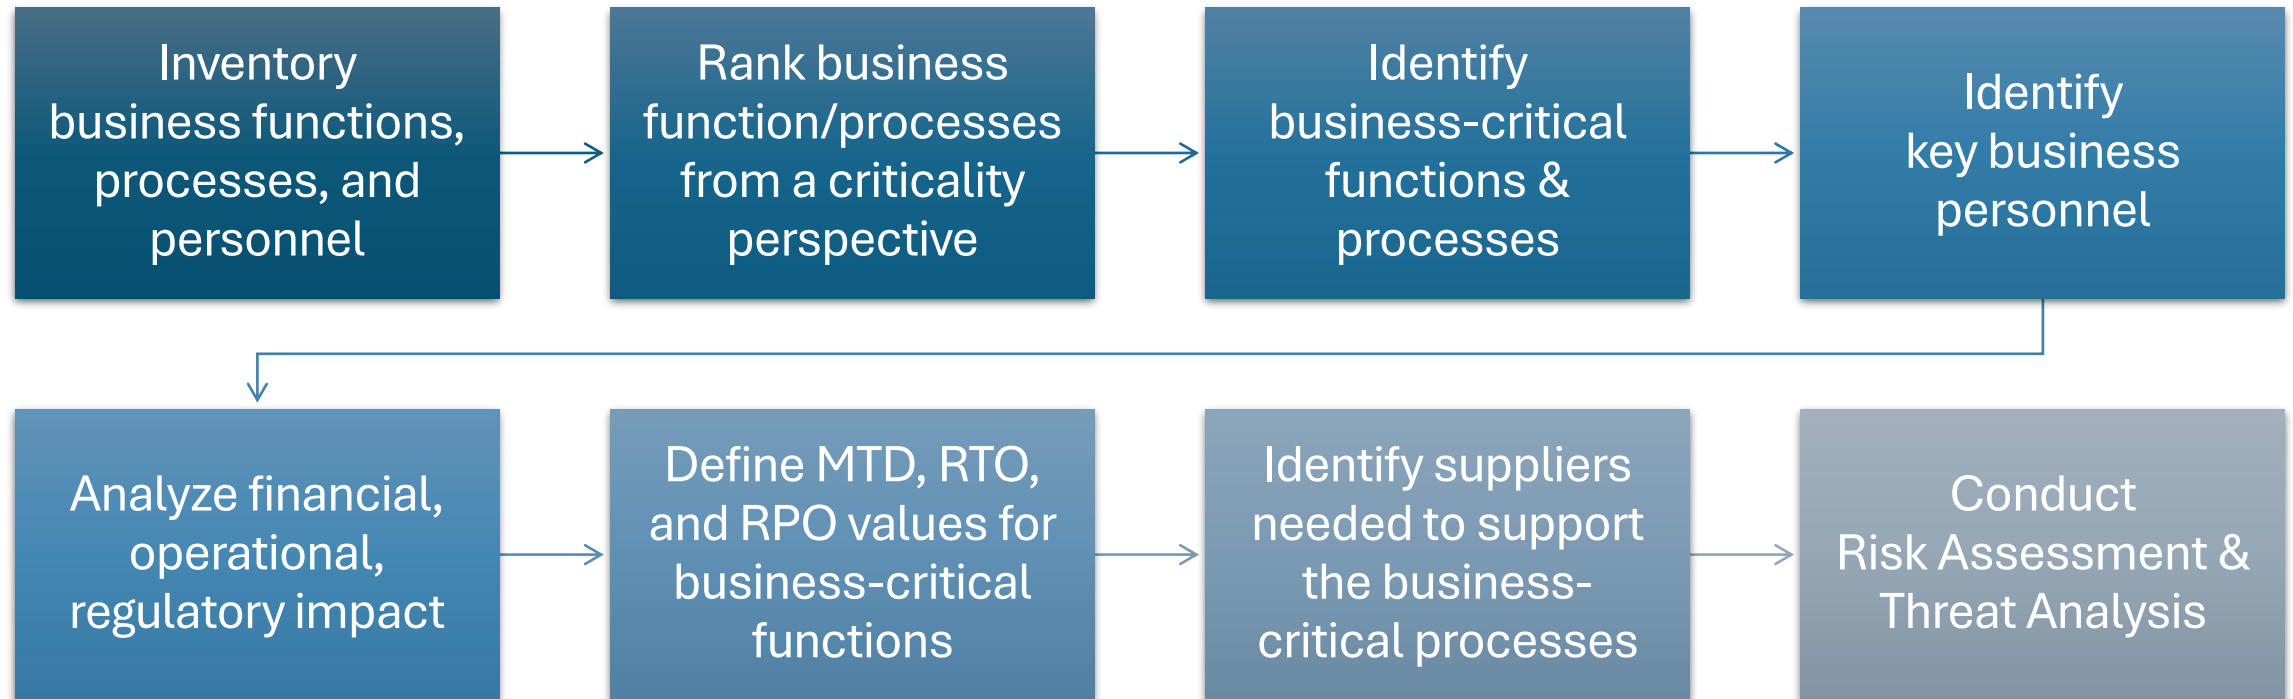 Inventory
business functions,
processes, and
personnel
Rank business
function/processes
from a criticality
perspective
Identify
business-critical
functions &
processes
Identify
key business
personnel
Analyze financial,
operational,
regulatory impact
Define MTD, RTO,
and RPO values for
business-critical
functions
Identify suppliers
needed to support
the business-
critical processes
Conduct
Risk Assessment &
Threat Analysis